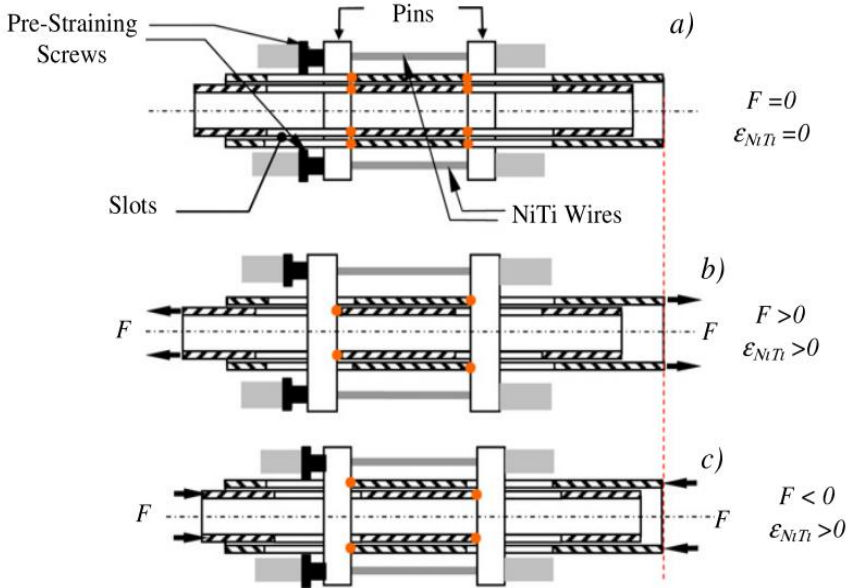 Pre-Straining
Screws
Pins
a)
F =0
εNiTi =0
Slots
NiTi Wires
b)
F
F
F >0
εNiTi >0
c)
F
F
F < 0
εNiTi >0